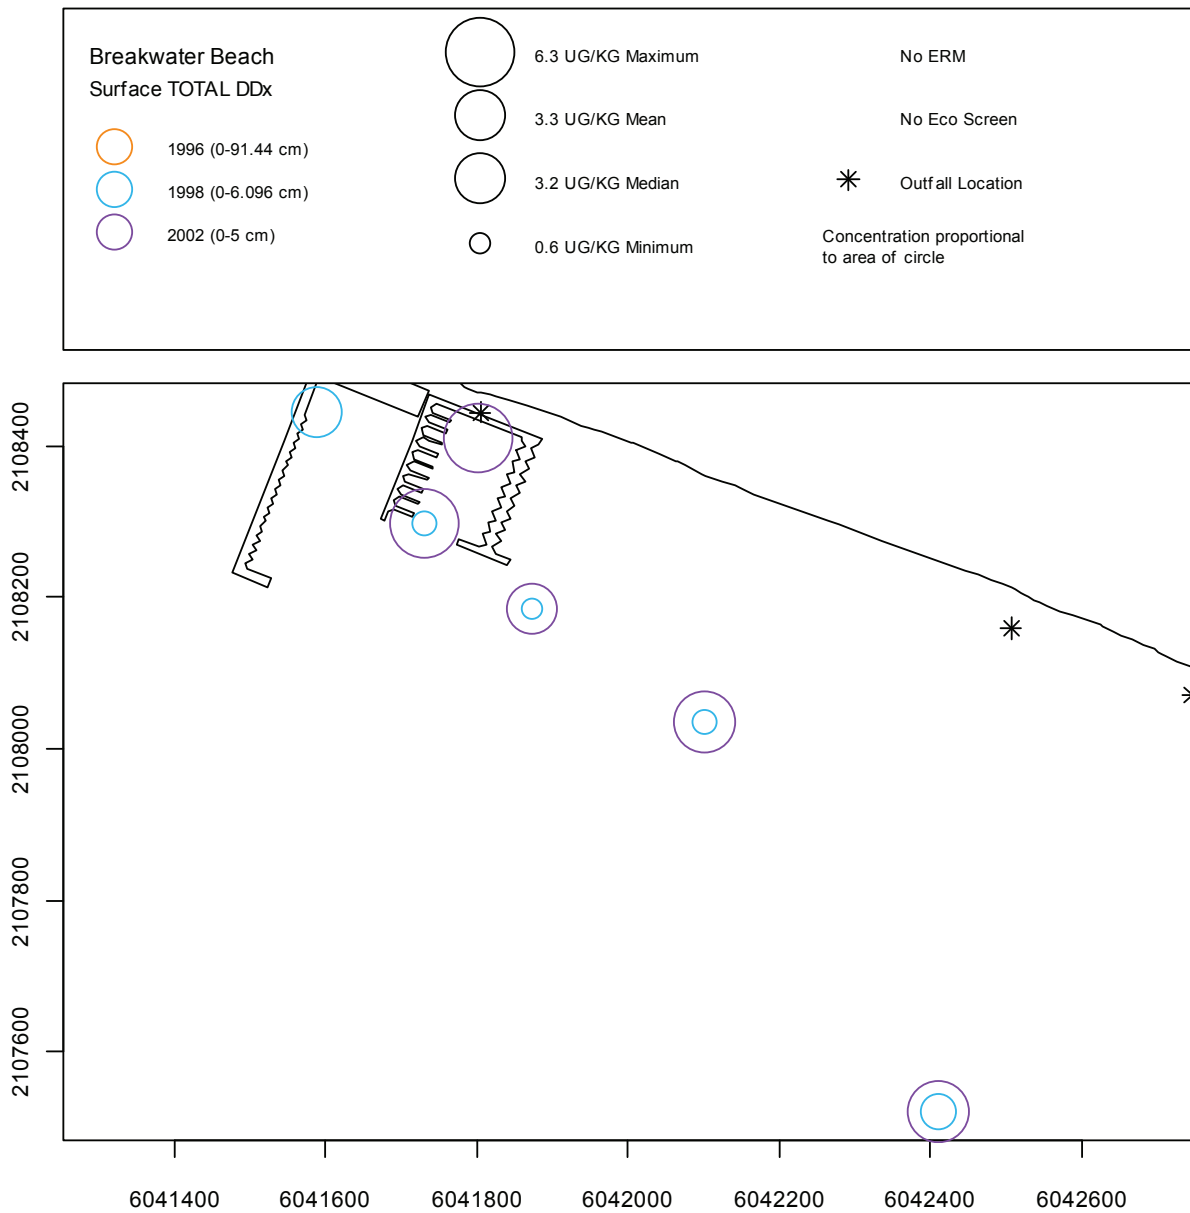 Breakwater Beach
Surface TOTAL DDx
1996 (0-91.44 cm)
1998 (0-6.096 cm)
2002 (0-5 cm)
6.3 UG/KG Maximum
3.3 UG/KG Mean
3.2 UG/KG Median
0.6 UG/KG Minimum
No ERM
No Eco Screen
Outfall Location
Concentration proportional
to area of circle
2108400
2108200
2108000
2107800
2107600
6041400
6041600
6041800
6042000
6042200
6042400
6042600